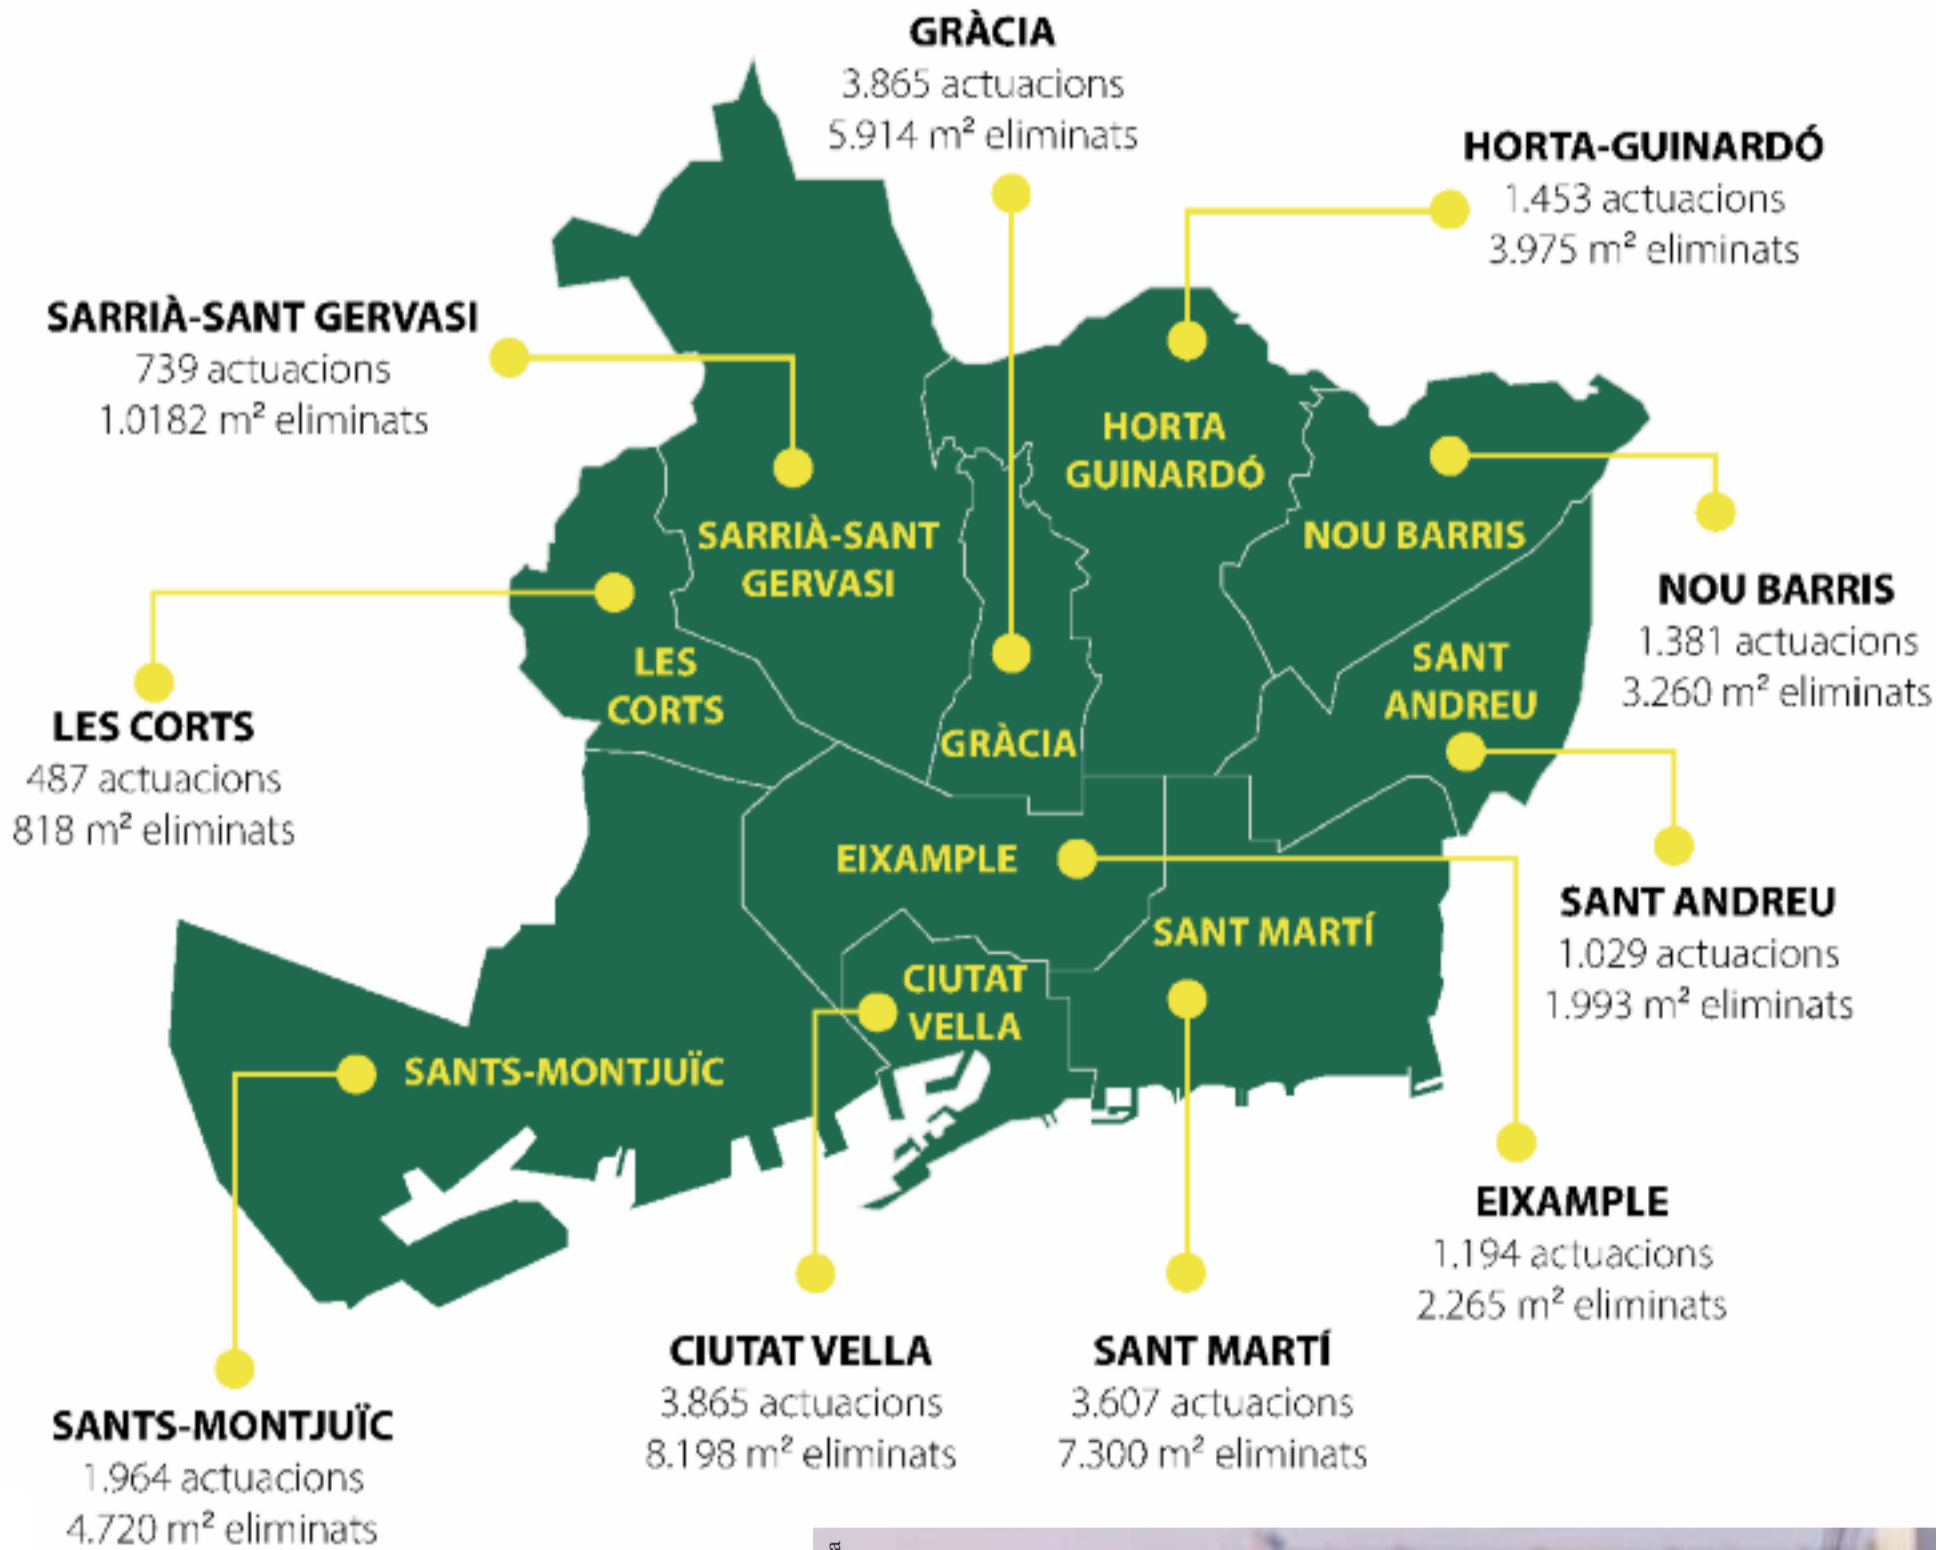 GRÀCIA
3.865 actuacions
5.914 m² eliminats
HORTA-GUINARDÓ
1.453 actuacions
3.975 m² eliminats
SARRIÀ-SANT GERVASI
739 actuacions
1.0182 m² eliminats
HORTA
GUINARDÓ
SARRIÀ-SANT
GERVASI
NOU BARRIS
NOU BARRIS
1.381 actuacions
3.260 m² eliminats
LES
CORTS
SANT
ANDREU
GRÀCIA
LES CORTS
487 actuacions
818 m² eliminats
EIXAMPLE
SANT MARTÍ
SANT ANDREU
1.029 actuacions
1.993 m² eliminats
CIUTAT
VELLA
SANTS-MONTJUÏC
EIXAMPLE
1.194 actuacions
2.265 m² eliminats
CIUTAT VELLA
3.865 actuacions
8.198 m² eliminats
SANT MARTÍ
3.607 actuacions
7.300 m² eliminats
SANTS-MONTJUÏC
1.964 actuacions
4.720 m² eliminats